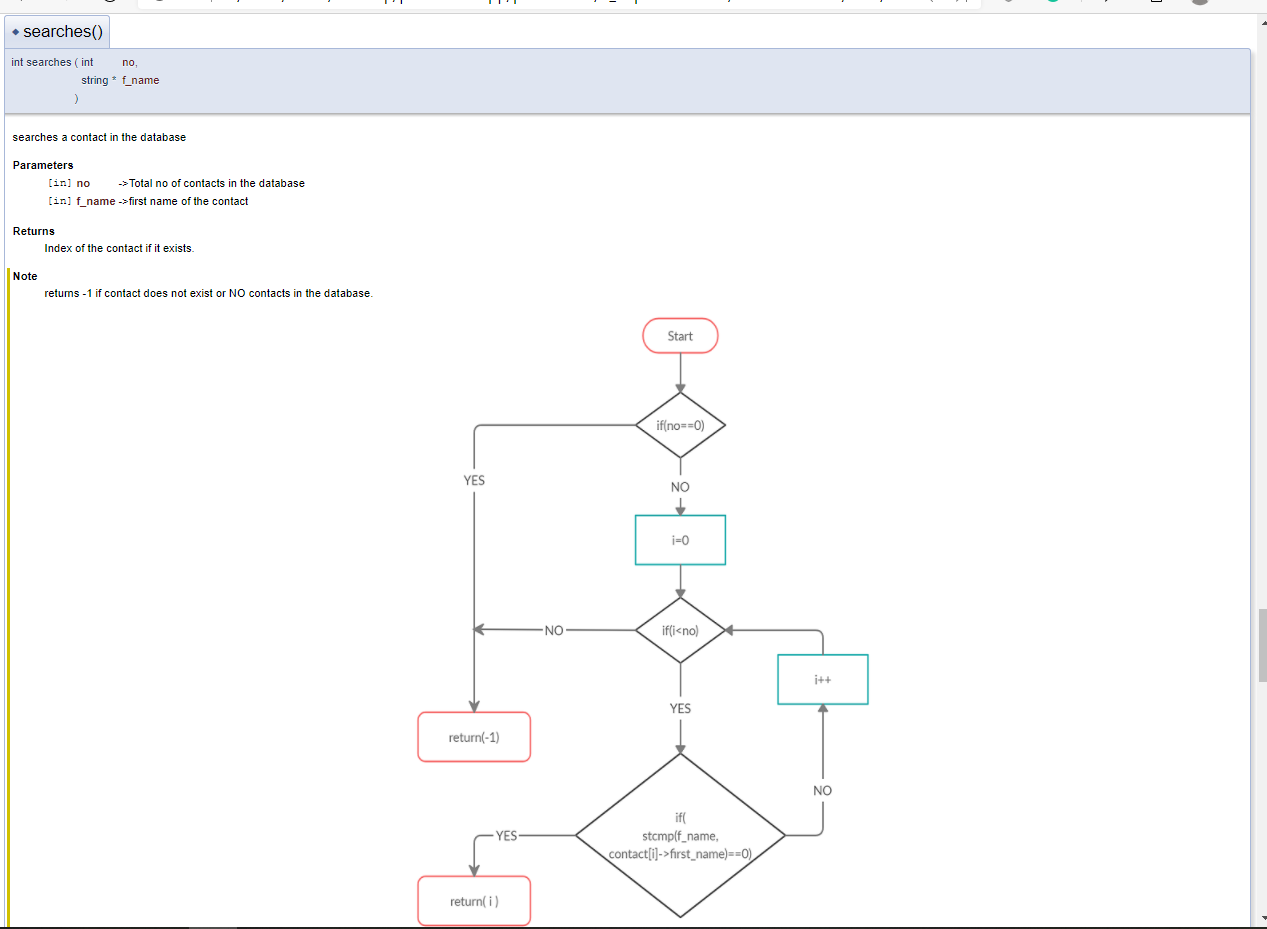 searches()
int searches ( int no,
string * f_name
)
searches a contact in the database
Parameters
[in] no ->Total no of contacts in the database
[in] f_name ->first name of the contact
Returns
Index of the contact if it exists.
Note
returns -1 if contact does not exist or NO contacts in the database.
Start
if(no==0)
YES
NO
i=0
NO
if(i<no)
i++
YES
return(-1)
NO
if(
stcmp(f_name,
contact[i]->first_name)==0)
YES
return( i )